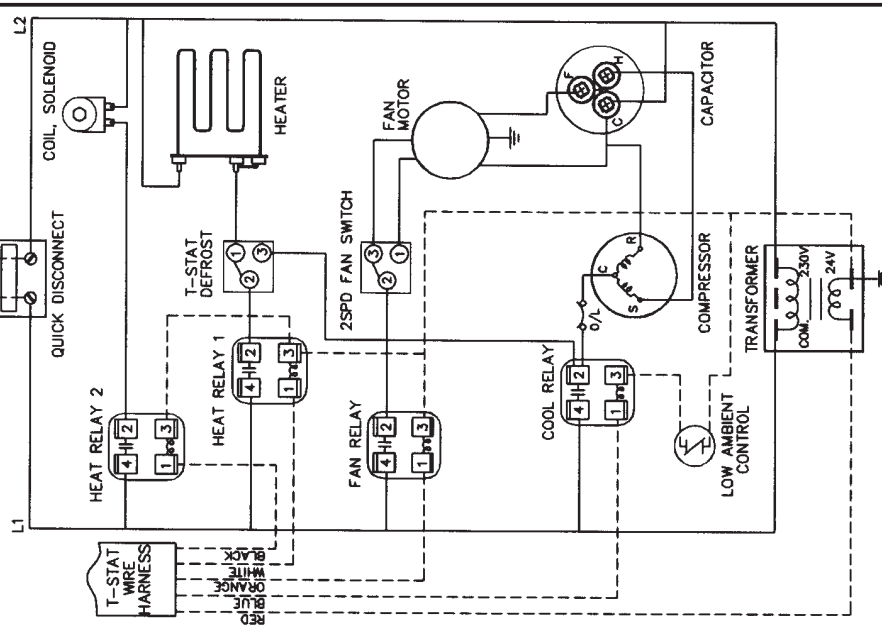 L2
L1
QUICK DISCONNECT
COIL, SOLENOID
HEATER
T-STAT
DEFROST
1
2
3
HEAT RELAY 2
4
2
1
3
HEAT RELAY 1
4
2
1
3
2SPD FAN SWITCH
3
2
1
FAN
MOTOR
FAN RELAY
4
2
1
3
F
H
C
CAPACITOR
COOL RELAY
4
2
1
3
O/L
C
R
S
COMPRESSOR
LOW AMBIENT
CONTROL
TRANSFORMER
COM.
230V
24V
T-STAT
WIRE
HARNESS
BLACK
WHITE
ORANGE
BLUE
RED